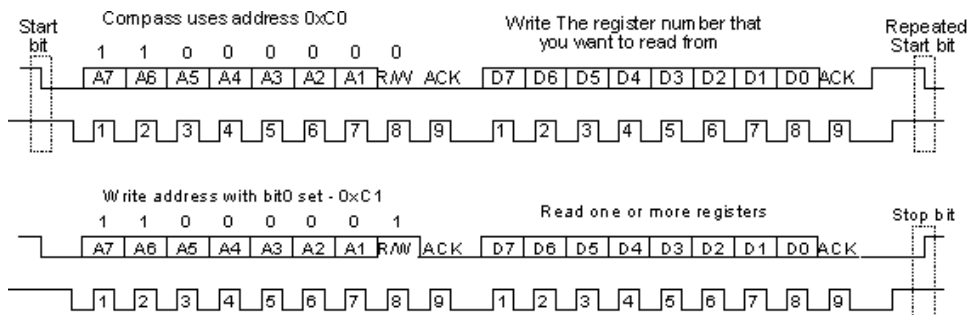 Start bit
Compass uses address 0xC0
Write The register number that you want to read from
Repeated Start bit
1 1 0 0 0 0 0 0
A7 A6 A5 A4 A3 A2 A1 R/W ACK D7 D6 D5 D4 D3 D2 D1 D0 ACK
1 2 3 4 5 6 7 8 9 1 2 3 4 5 6 7 8 9
Write address with bit0 set - 0xC1
Read one or more registers
Stop bit
1 1 0 0 0 0 0 1
A7 A6 A5 A4 A3 A2 A1 R/W ACK D7 D6 D5 D4 D3 D2 D1 D0 ACK
1 2 3 4 5 6 7 8 9 1 2 3 4 5 6 7 8 9